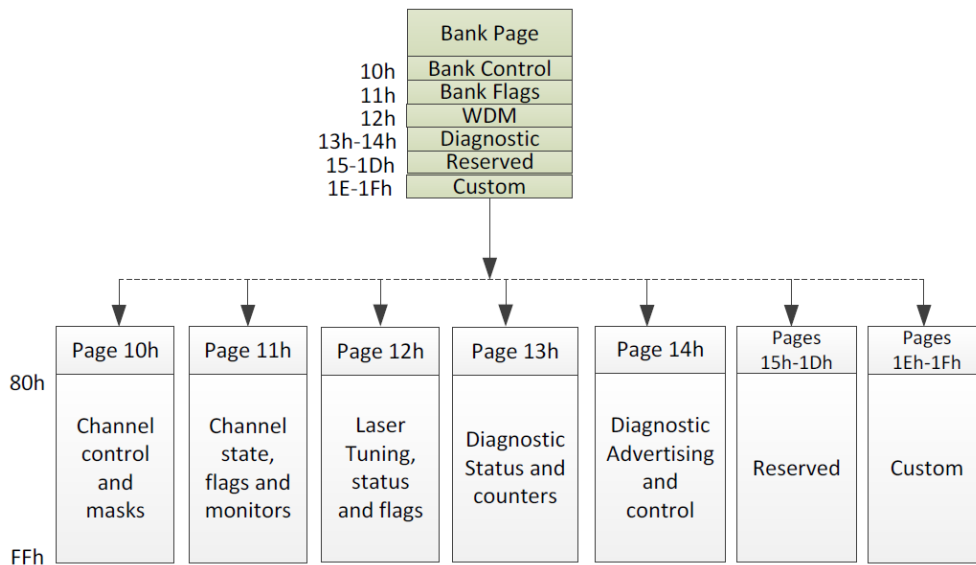 Bank Page
10h Bank Control
11h Bank Flags
12h WDM
13h-14h Diagnostic
15-1Dh Reserved
1E-1Fh Custom
Page 10h
Page 11h
Page 12h
Page 13h
Page 14h
Pages
15h-1Dh
Pages
1Eh-1Fh
80h
Channel
control
and
masks
Channel
state,
flags and
monitors
Laser
Tuning,
status
and flags
Diagnostic
Status and
counters
Diagnostic
Advertising
and
control
Reserved
Custom
FFh